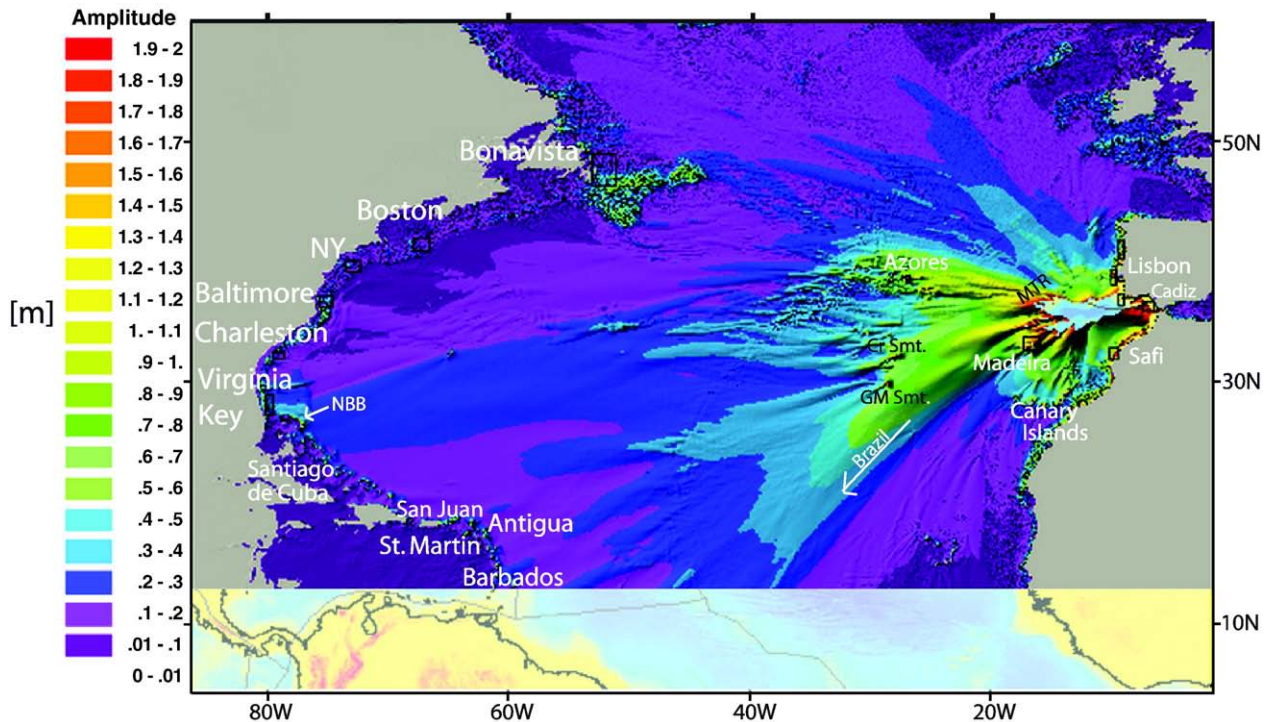 Amplitude
1.9 - 2
1.8 - 1.9
1.7 - 1.8
1.6 - 1.7
1.5 - 1.6
1.4 - 1.5
1.3 - 1.4
1.2 - 1.3
1.1 - 1.2
1. - 1.1
.9 - 1.
.8 - .9
.7 - .8
.6 - .7
.5 - .6
.4 - .5
.3 - .4
.2 - .3
.1 - .2
.01 - .1
0 - .01
[m]
Bonavista
Boston
NY
Baltimore
Charleston
Virginia
Key
NBB
Santiago
de Cuba
San Juan
Antigua
St. Martin
Barbados
Azores
MTR
Lisbon
Cadiz
Cr Smt.
Madeira
Safi
GM Smt.
Canary
Islands
Brazil
50N
30N
10N
80W
60W
40W
20W